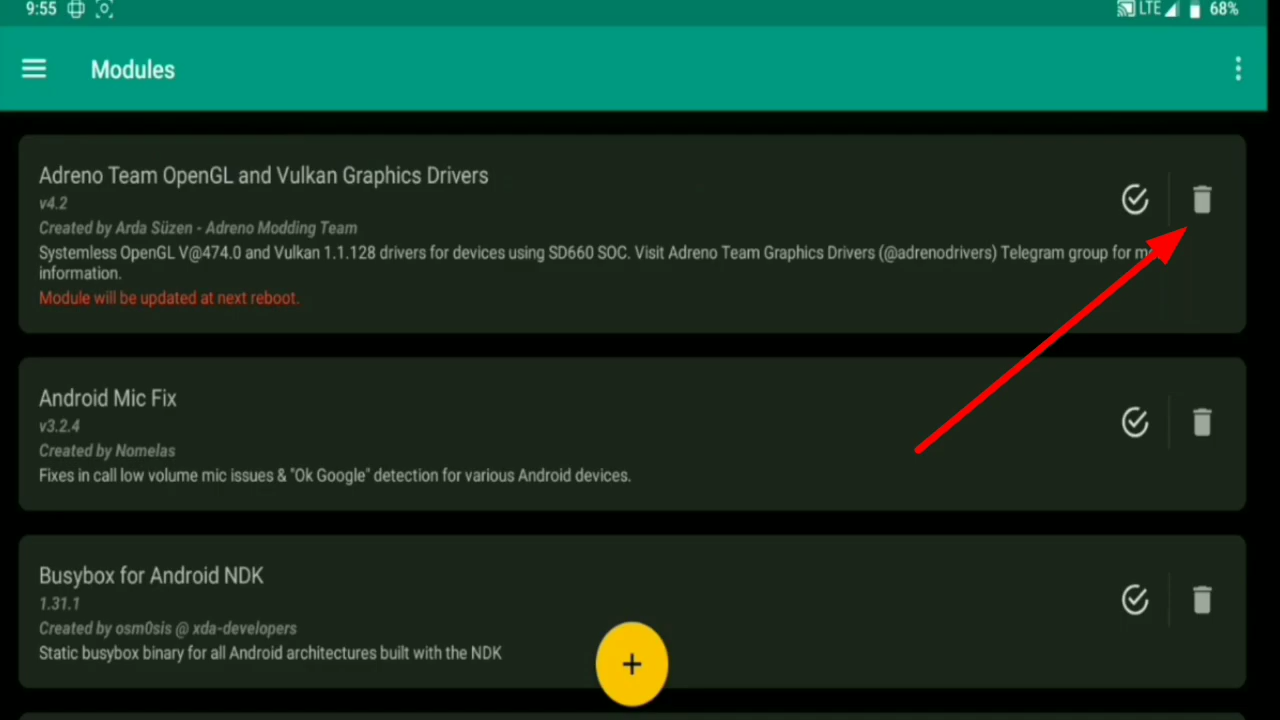 9:55 LTE 68%
Modules
Adreno Team OpenGL and Vulkan Graphics Drivers
v4.2
Created by Arda Süzen - Adreno Modding Team
Systemless OpenGL V@474.0 and Vulkan 1.1.128 drivers for devices using SD660 SOC. Visit Adreno Team Graphics Drivers (@adrenodrivers) Telegram group for
information.
Module will be updated at next reboot.
Android Mic Fix
v3.2.4
Created by Nomelas
Fixes in call low volume mic issues & "Ok Google" detection for various Android devices.
Busybox for Android NDK
1.31.1
Created by osm0sis @ xda-developers
Static busybox binary for all Android architectures built with the NDK